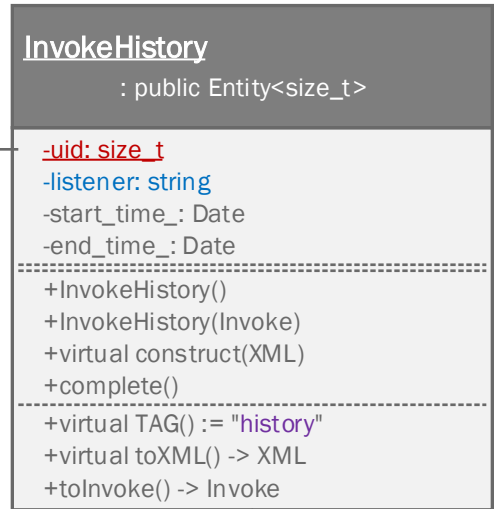 InvokeHistory
: public Entity<size_t>
-uid: size_t
-listener: string
-start_time_: Date
-end_time_: Date
+InvokeHistory()
+InvokeHistory(Invoke)
+virtual construct(XML)
+complete()
+virtual TAG() := "history"
+virtual toXML() -> XML
+toInvoke() -> Invoke